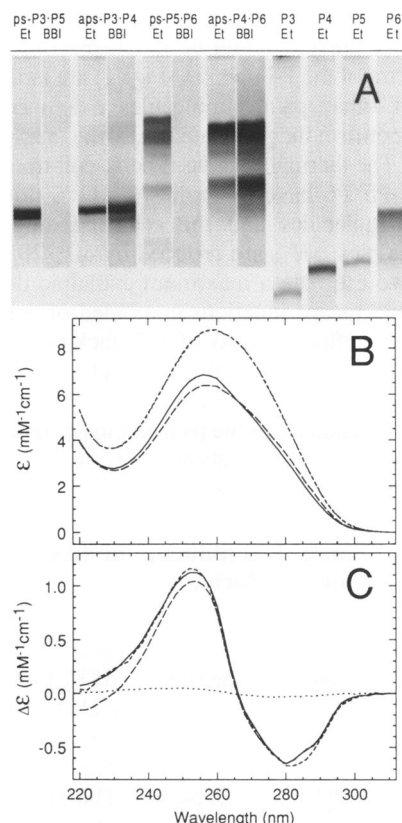 ps-P3·P5 aps-P3·P4 ps-P5·P6 aps-P4·P6 P3 P4 P5 P6
Et BBI Et BBI Et BBI Et BBI Et Et Et Et
A
B
8
6
4
2
0
ε (mM⁻¹cm⁻¹)
C
1.0
0.5
0.0
-0.5
Δε (mM⁻¹cm⁻¹)
220 240 260 280 300
Wavelength (nm)